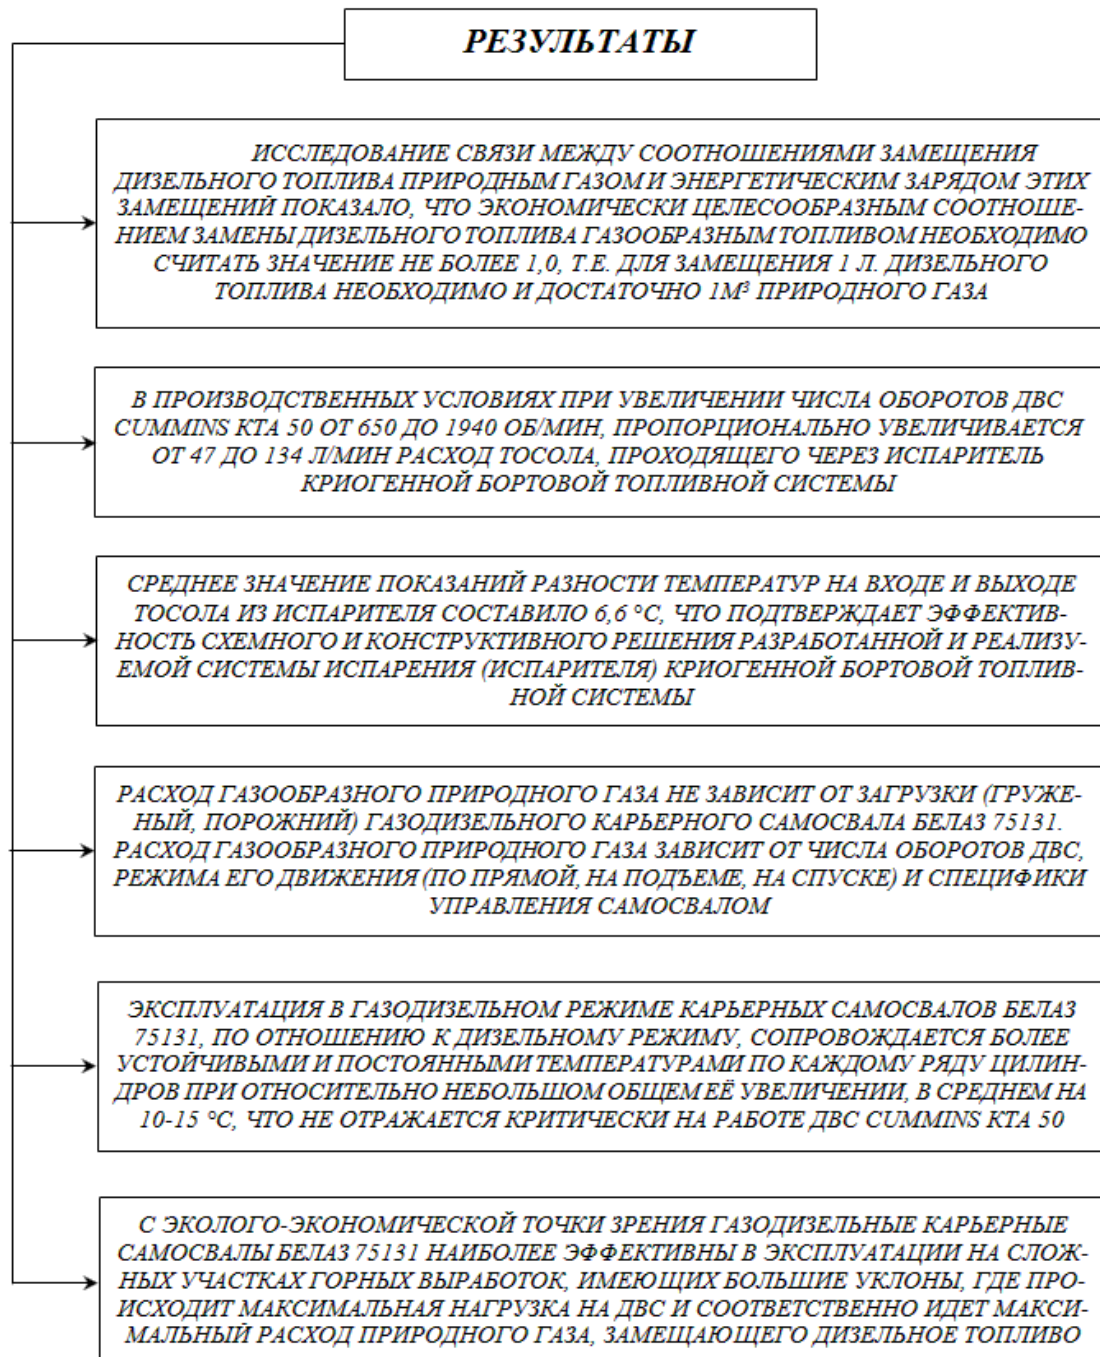 РЕЗУЛЬТАТЫ
ИССЛЕДОВАНИЕ СВЯЗИ МЕЖДУ СООТНОШЕНИЯМИ ЗАМЕЩЕНИЯ
ДИЗЕЛЬНОГО ТОПЛИВА ПРИРОДНЫМ ГАЗОМ И ЭНЕРГЕТИЧЕСКИМ ЗАРЯДОМ ЭТИХ
ЗАМЕЩЕНИЙ ПОКАЗАЛО, ЧТО ЭКОНОМИЧЕСКИ ЦЕЛЕСООБРАЗНЫМ СООТНОШЕ-
НИЕМ ЗАМЕНЫ ДИЗЕЛЬНОГО ТОПЛИВА ГАЗООБРАЗНЫМ ТОПЛИВОМ НЕОБХОДИМО
СЧИТАТЬ ЗНАЧЕНИЕ НЕ БОЛЕЕ 1,0, Т.Е. ДЛЯ ЗАМЕЩЕНИЯ 1 Л. ДИЗЕЛЬНОГО
ТОПЛИВА НЕОБХОДИМО И ДОСТАТОЧНО 1М³ ПРИРОДНОГО ГАЗА
В ПРОИЗВОДСТВЕННЫХ УСЛОВИЯХ ПРИ УВЕЛИЧЕНИИ ЧИСЛА ОБОРОТОВ ДВС
CUMMINS КТА 50 ОТ 650 ДО 1940 ОБ/МИН, ПРОПОРЦИОНАЛЬНО УВЕЛИЧИВАЕТСЯ
ОТ 47 ДО 134 Л/МИН РАСХОД ТОСОЛА, ПРОХОДЯЩЕГО ЧЕРЕЗ ИСПАРИТЕЛЬ
КРИОГЕННОЙ БОРТОВОЙ ТОПЛИВНОЙ СИСТЕМЫ
СРЕДНЕЕ ЗНАЧЕНИЕ ПОКАЗАНИЙ РАЗНОСТИ ТЕМПЕРАТУР НА ВХОДЕ И ВЫХОДЕ
ТОСОЛА ИЗ ИСПАРИТЕЛЯ СОСТАВИЛО 6,6 °С, ЧТО ПОДТВЕРЖДАЕТ ЭФФЕКТИВ-
НОСТЬ СХЕМНОГО И КОНСТРУКТИВНОГО РЕШЕНИЯ РАЗРАБОТАННОЙ И РЕАЛИЗУ-
ЕМОЙ СИСТЕМЫ ИСПАРЕНИЯ (ИСПАРИТЕЛЯ) КРИОГЕННОЙ БОРТОВОЙ ТОПЛИВ-
НОЙ СИСТЕМЫ
РАСХОД ГАЗООБРАЗНОГО ПРИРОДНОГО ГАЗА НЕ ЗАВИСИТ ОТ ЗАГРУЗКИ (ГРУЖЕ-
НЫЙ, ПОРОЖНИЙ) ГАЗОДИЗЕЛЬНОГО КАРЬЕРНОГО САМОСВАЛА БЕЛАЗ 75131.
РАСХОД ГАЗООБРАЗНОГО ПРИРОДНОГО ГАЗА ЗАВИСИТ ОТ ЧИСЛА ОБОРОТОВ ДВС,
РЕЖИМА ЕГО ДВИЖЕНИЯ (ПО ПРЯМОЙ, НА ПОДЪЕМЕ, НА СПУСКЕ) И СПЕЦИФИКИ
УПРАВЛЕНИЯ САМОСВАЛОМ
ЭКСПЛУАТАЦИЯ В ГАЗОДИЗЕЛЬНОМ РЕЖИМЕ КАРЬЕРНЫХ САМОСВАЛОВ БЕЛАЗ
75131, ПО ОТНОШЕНИЮ К ДИЗЕЛЬНОМУ РЕЖИМУ, СОПРОВОЖДАЕТСЯ БОЛЕЕ
УСТОЙЧИВЫМИ И ПОСТОЯННЫМИ ТЕМПЕРАТУРАМИ ПО КАЖДОМУ РЯДУ ЦИЛИН-
ДРОВ ПРИ ОТНОСИТЕЛЬНО НЕБОЛЬШОМ ОБЩЕМ ЕЁ УВЕЛИЧЕНИИ, В СРЕДНЕМ НА
10-15 °С, ЧТО НЕ ОТРАЖАЕТСЯ КРИТИЧЕСКИ НА РАБОТЕ ДВС CUMMINS КТА 50
С ЭКОЛОГО-ЭКОНОМИЧЕСКОЙ ТОЧКИ ЗРЕНИЯ ГАЗОДИЗЕЛЬНЫЕ КАРЬЕРНЫЕ
САМОСВАЛЫ БЕЛАЗ 75131 НАИБОЛЕЕ ЭФФЕКТИВНЫ В ЭКСПЛУАТАЦИИ НА СЛОЖ-
НЫХ УЧАСТКАХ ГОРНЫХ ВЫРАБОТОК, ИМЕЮЩИХ БОЛЬШИЕ УКЛОНЫ, ГДЕ ПРО-
ИСХОДИТ МАКСИМАЛЬНАЯ НАГРУЗКА НА ДВС И СООТВЕТСТВЕННО ИДЕТ МАКСИ-
МАЛЬНЫЙ РАСХОД ПРИРОДНОГО ГАЗА, ЗАМЕЩАЮЩЕГО ДИЗЕЛЬНОЕ ТОПЛИВО